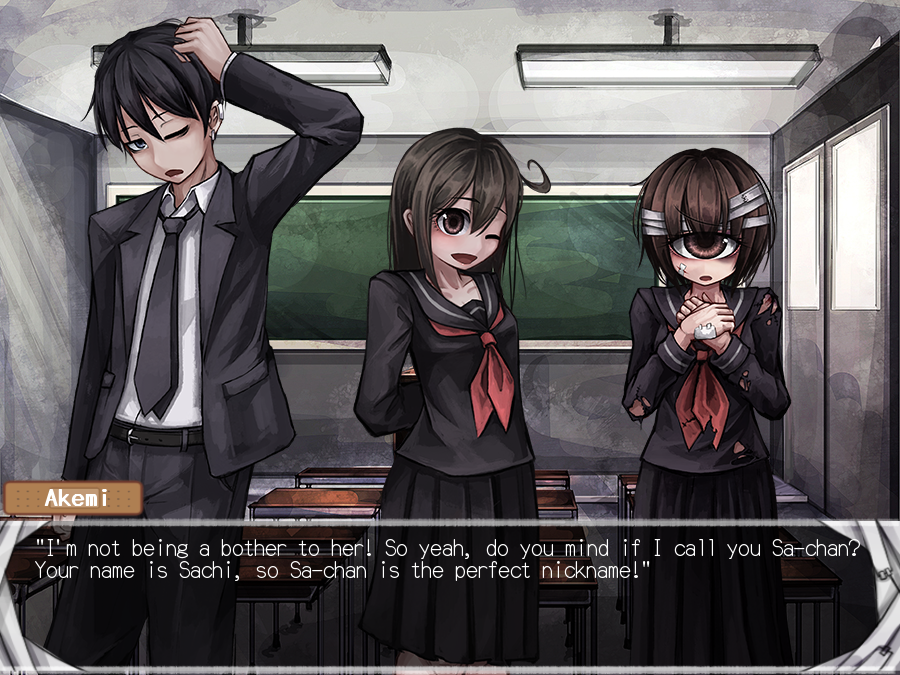 Akemi
"I'm not being a bother to her! So yeah, do you mind if I call you Sa-chan?
Your name is Sachi, so Sa-chan is the perfect nickname!"